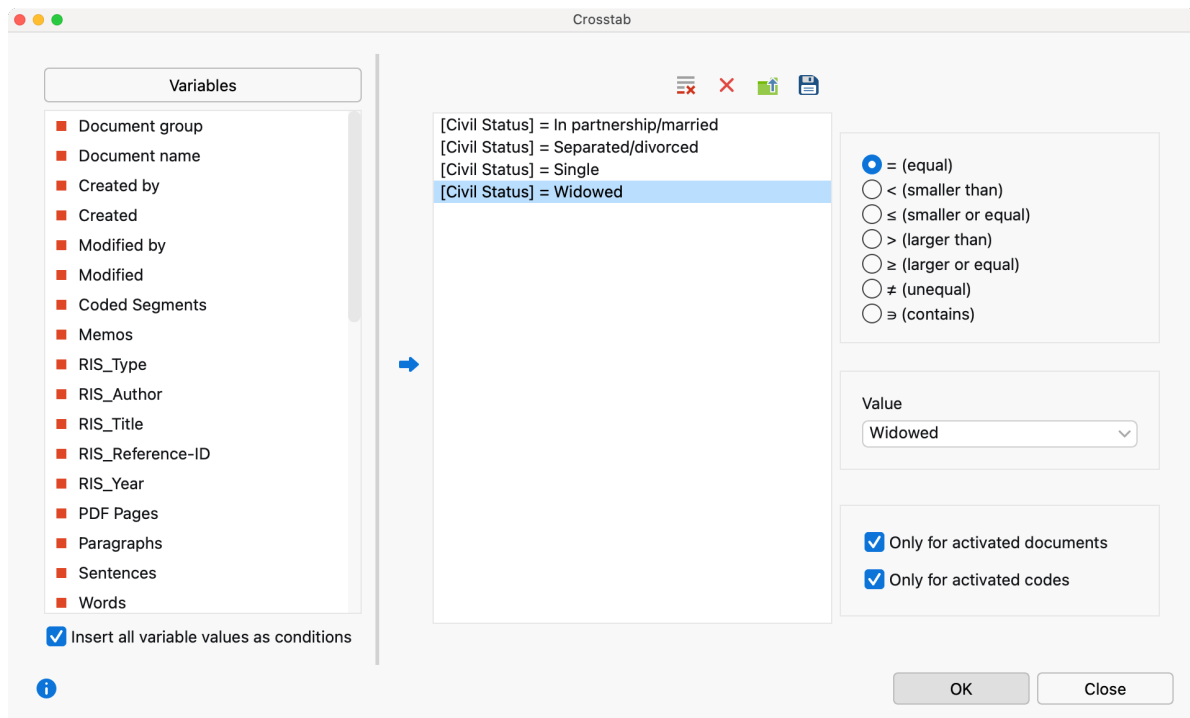 Crosstab
Variables
Document group
Document name
Created by
Created
Modified by
Modified
Coded Segments
Memos
RIS_Type
RIS_Author
RIS_Title
RIS_Reference-ID
RIS_Year
PDF Pages
Paragraphs
Sentences
Words
Insert all variable values as conditions
[Civil Status] = In partnership/married
[Civil Status] = Separated/divorced
[Civil Status] = Single
[Civil Status] = Widowed
= (equal)
< (smaller than)
≤ (smaller or equal)
> (larger than)
≥ (larger or equal)
≠ (unequal)
∋ (contains)
Value
Widowed
Only for activated documents
Only for activated codes
OK
Close